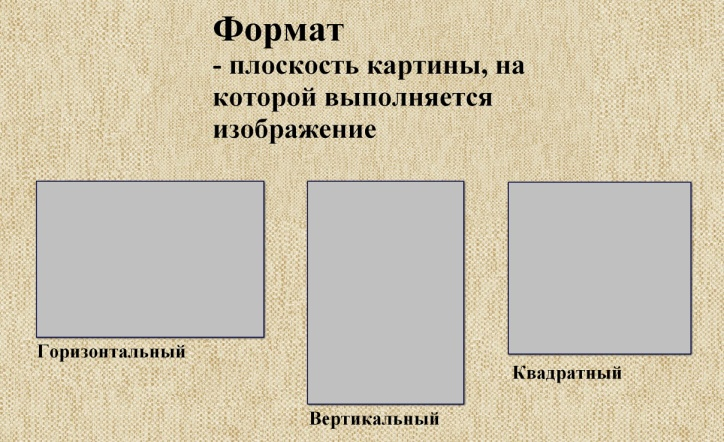 Формат
- плоскость картины, на
которой выполняется
изображение
Горизонтальный
Вертикальный
Квадратный